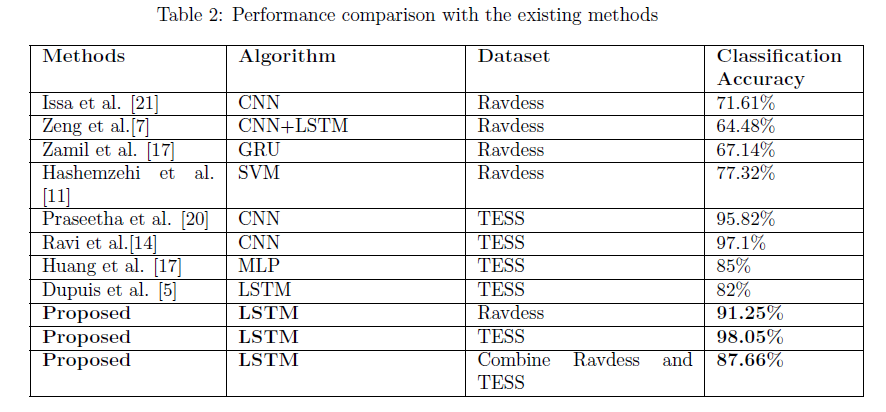 Table 2: Performance comparison with the existing methods
Methods Algorithm Dataset Classification
Accuracy
Issa et al. [21] CNN Ravdess 71.61%
Zeng et al.[7] CNN+LSTM Ravdess 64.48%
Zamil et al. [17] GRU Ravdess 67.14%
Hashemzehi et al. SVM Ravdess 77.32%
[11]
Praseetha et al. [20] CNN TESS 95.82%
Ravi et al.[14] CNN TESS 97.1%
Huang et al. [17] MLP TESS 85%
Dupuis et al. [5] LSTM TESS 82%
Proposed LSTM Ravdess 91.25%
Proposed LSTM TESS 98.05%
Proposed LSTM Combine Ravdess and 87.66%
TESS